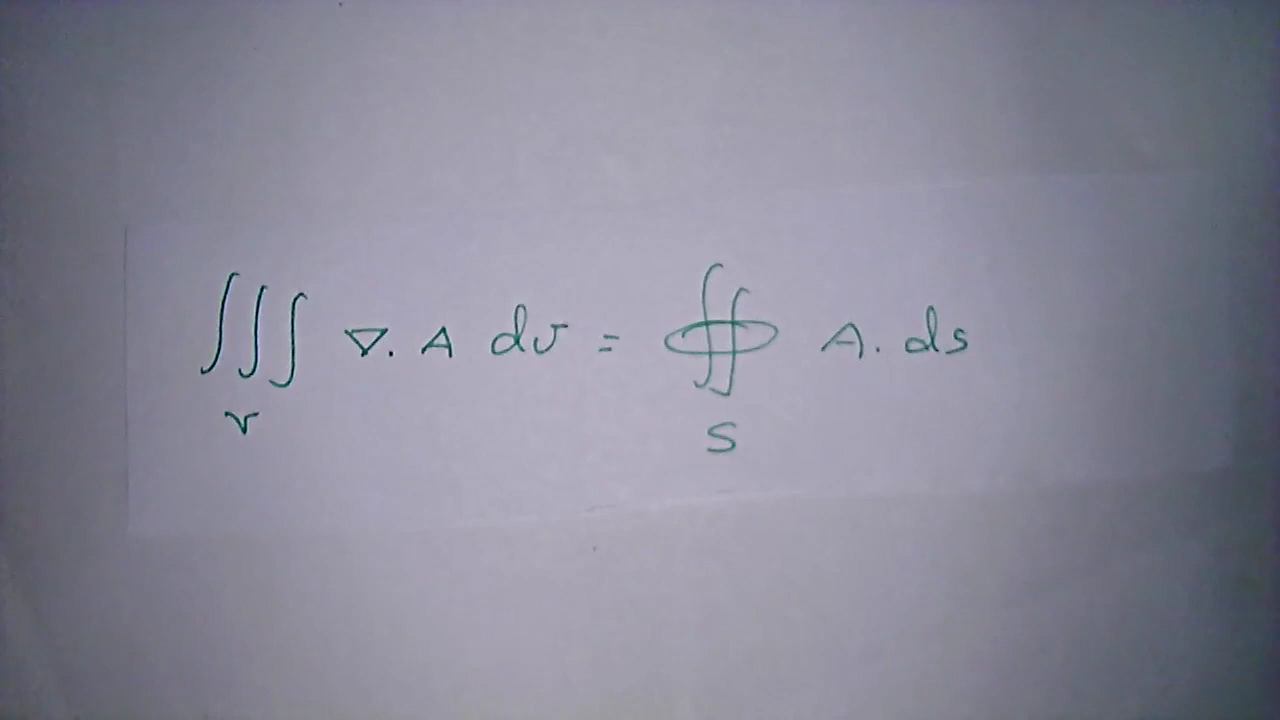 ∭ ∇. A dv = ∯ A. ds
v S